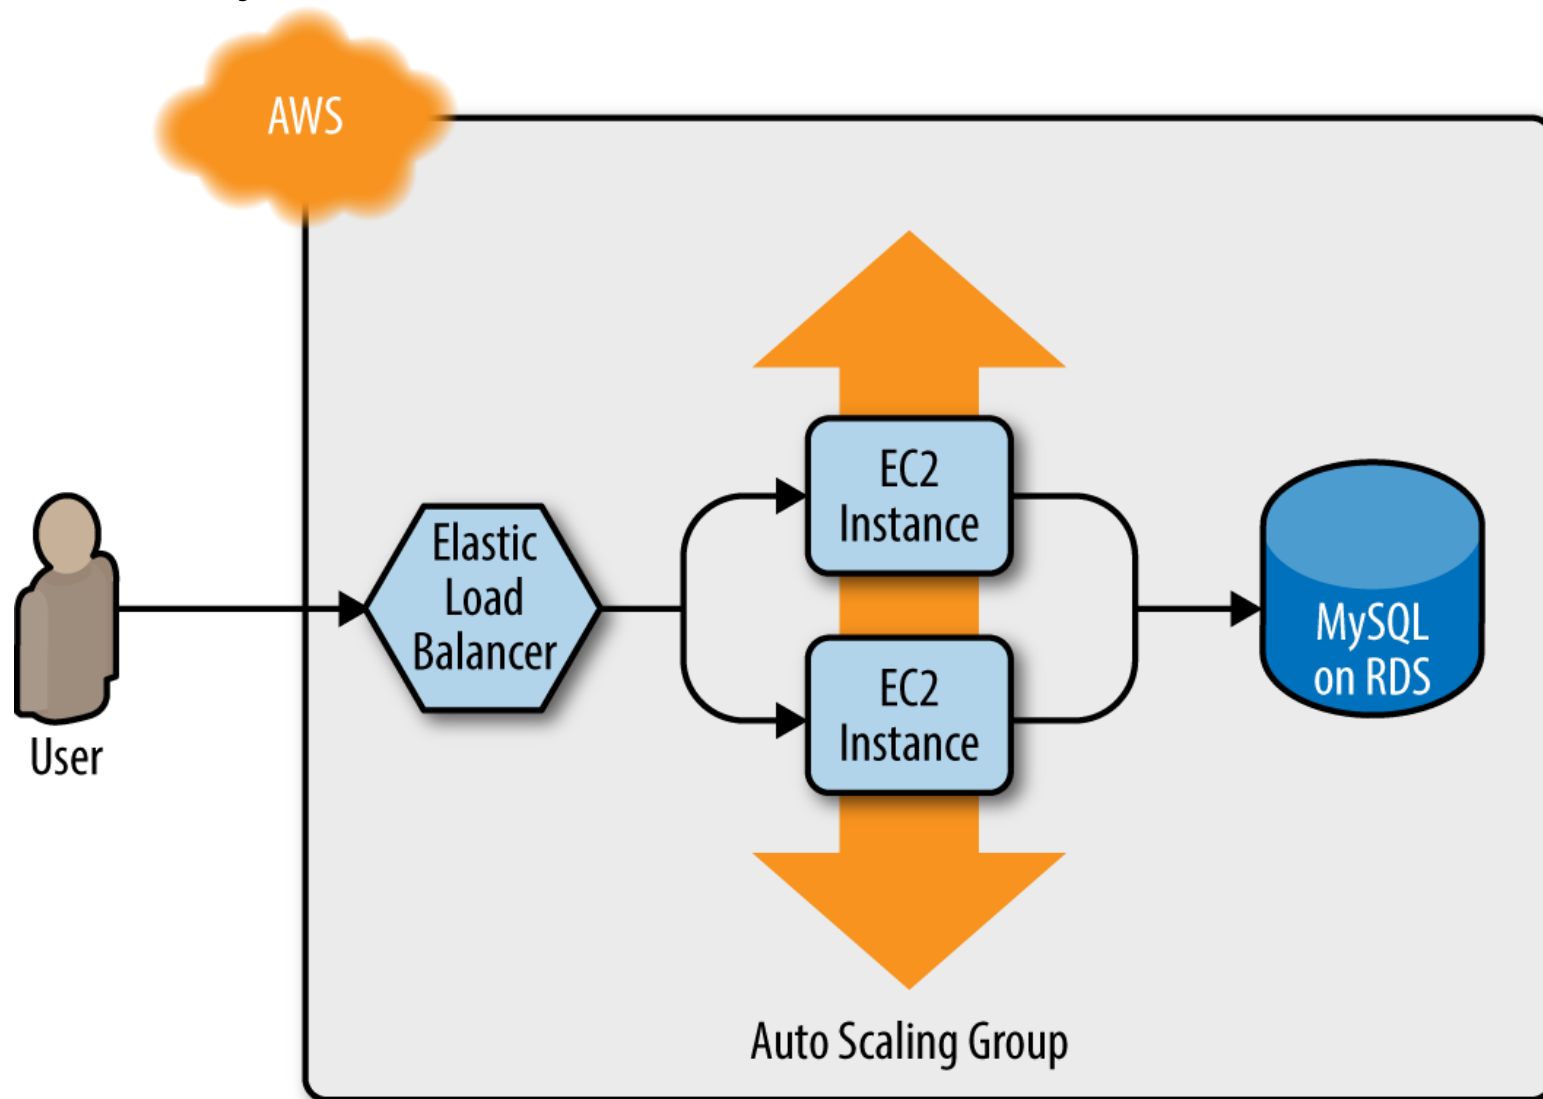 AWS
User
Elastic
Load
Balancer
EC2
Instance
EC2
Instance
MySQL
on RDS
Auto Scaling Group